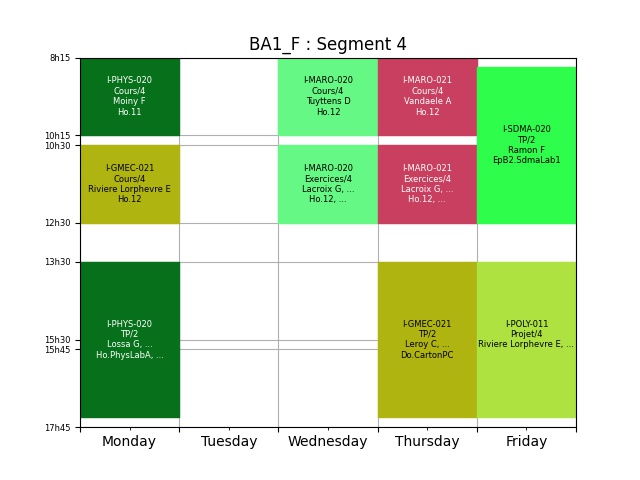 BA1_F : Segment 4
8h15
10h15
10h30
12h30
13h30
15h30
15h45
17h45
I-PHYS-020
Cours/4
Moiny F
Ho.11
I-GMEC-021
Cours/4
Riviere Lorphevre E
Ho.12
I-PHYS-020
TP/2
Lossa G, ...
Ho.PhysLabA, ...
I-MARO-020
Cours/4
Tuyttens D
Ho.12
I-MARO-020
Exercices/4
Lacroix G, ...
Ho.12, ...
I-MARO-021
Cours/4
Vandaele A
Ho.12
I-MARO-021
Exercices/4
Lacroix G, ...
Ho.12, ...
I-GMEC-021
TP/2
Leroy C, ...
Do.CartonPC
I-SDMA-020
TP/2
Ramon F
EpB2.SdmaLab1
I-POLY-011
Projet/4
Riviere Lorphevre E, ...
Monday
Tuesday
Wednesday
Thursday
Friday